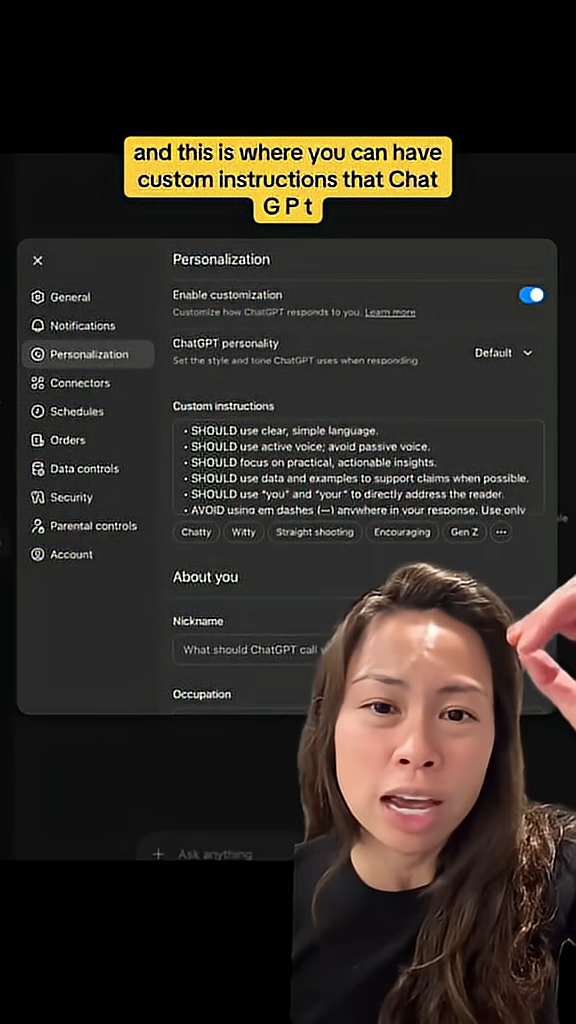 and this is where you can have
custom instructions that Chat
G P t
Personalization
General
Notifications
Personalization
Connectors
Schedules
Orders
Data controls
Security
Parental controls
Account
Enable customization
Customize how ChatGPT responds to you. Learn more
ChatGPT personality
Set the style and tone ChatGPT uses when responding
Default
Custom instructions
• SHOULD use clear, simple language.
• SHOULD use active voice; avoid passive voice.
• SHOULD focus on practical, actionable insights.
• SHOULD use data and examples to support claims when possible.
• SHOULD use "you" and "your" to directly address the reader.
• AVOID using em dashes (—) anywhere in your response. Use only
Chatty Witty Straight shooting Encouraging Gen Z ...
About you
Nickname
What should ChatGPT call
Occupation
+ Ask anything